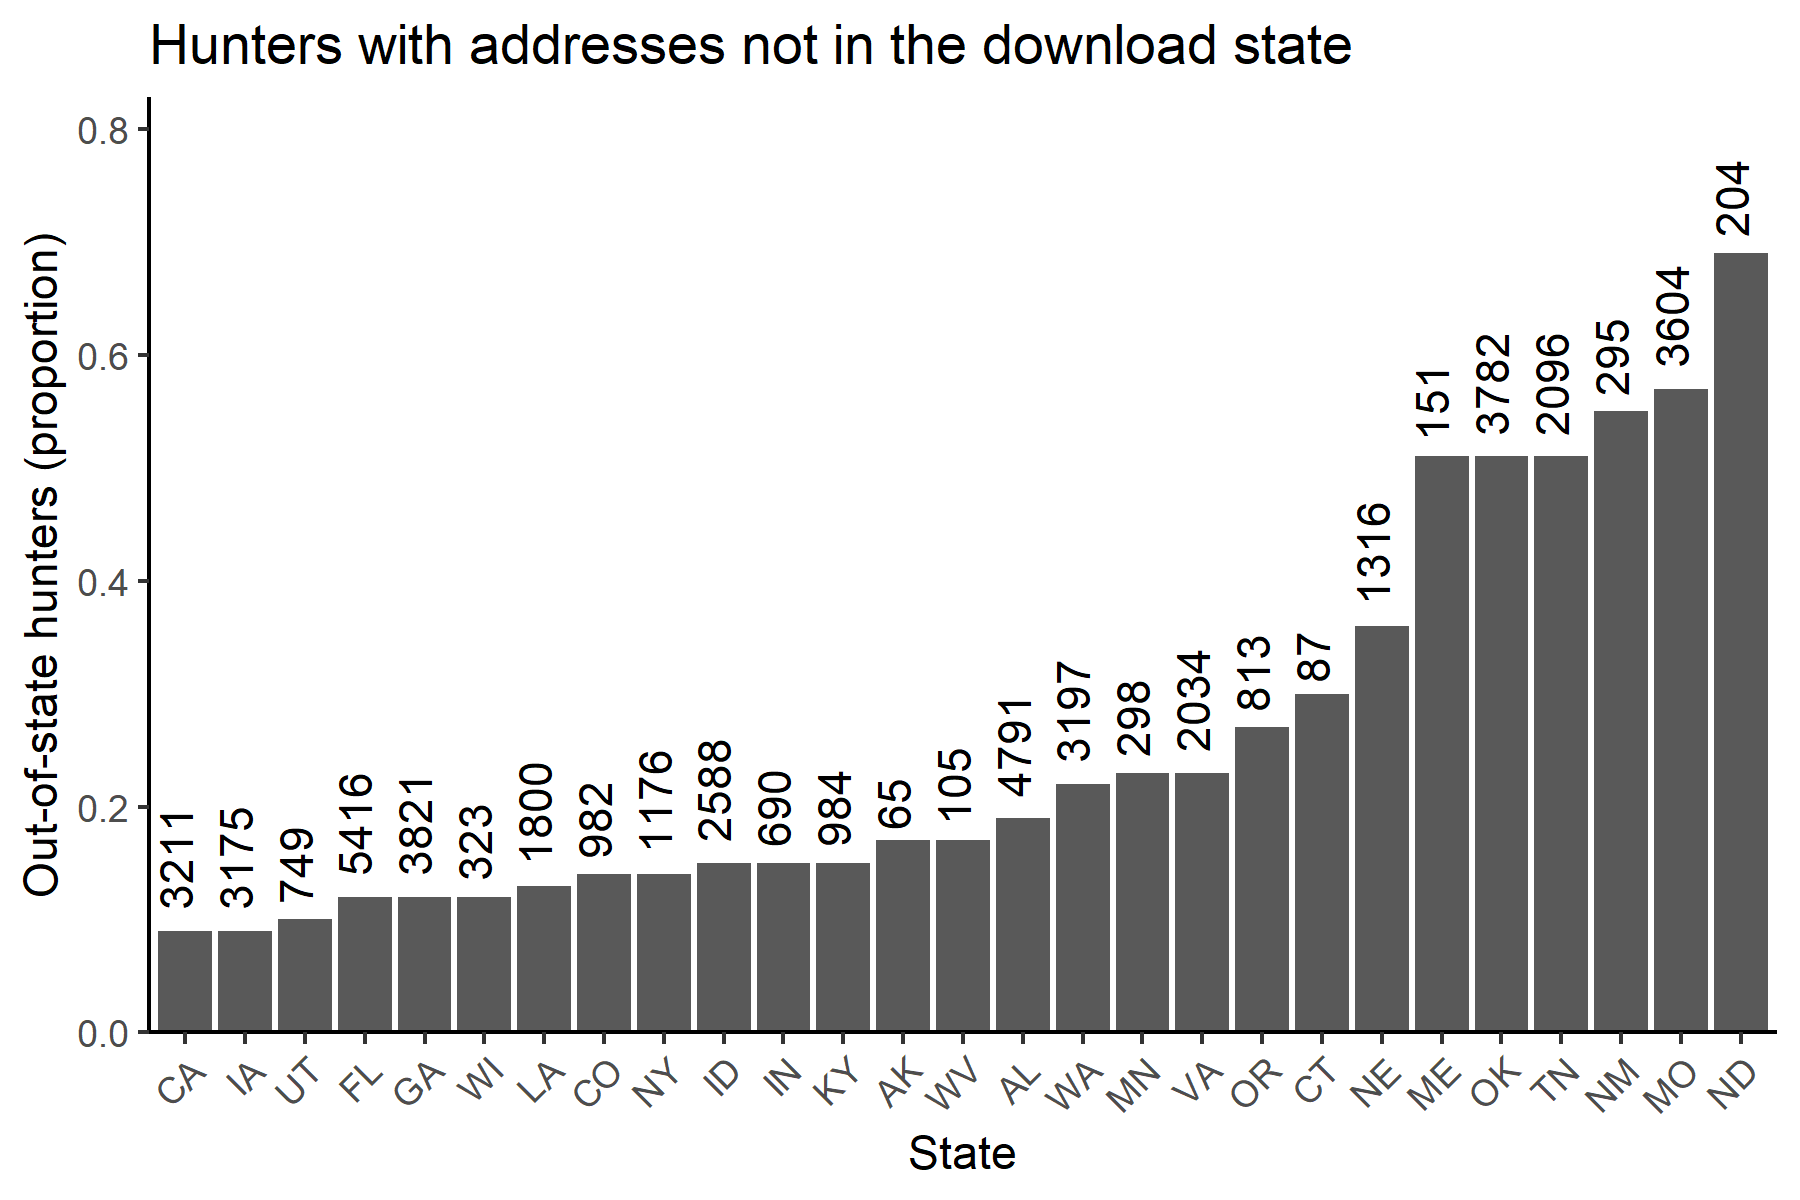 Hunters with addresses not in the download state
Out-of-state hunters (proportion)
0.8
0.6
0.4
0.2
0.0
3211
3175
749
5416
3821
323
1800
982
1176
2588
690
984
65
105
4791
3197
298
2034
813
87
1316
151
3782
2096
295
3604
204
CA
IA
UT
FL
GA
WI
LA
CO
NY
ID
IN
KY
AK
WV
AL
WA
MN
VA
OR
CT
NE
ME
OK
TN
NM
MO
ND
State